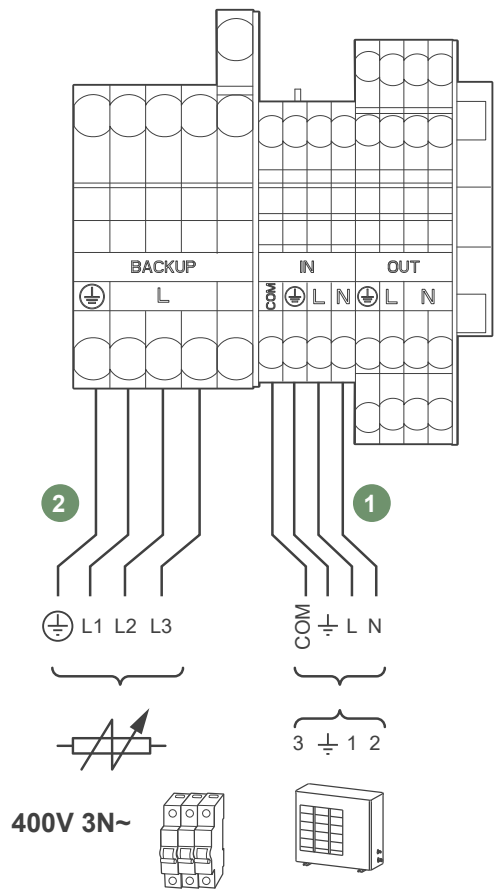 BACKUP IN OUT
L COM L N L N
2 1
L1 L2 L3 COM L N
3 1 2
400V 3N~